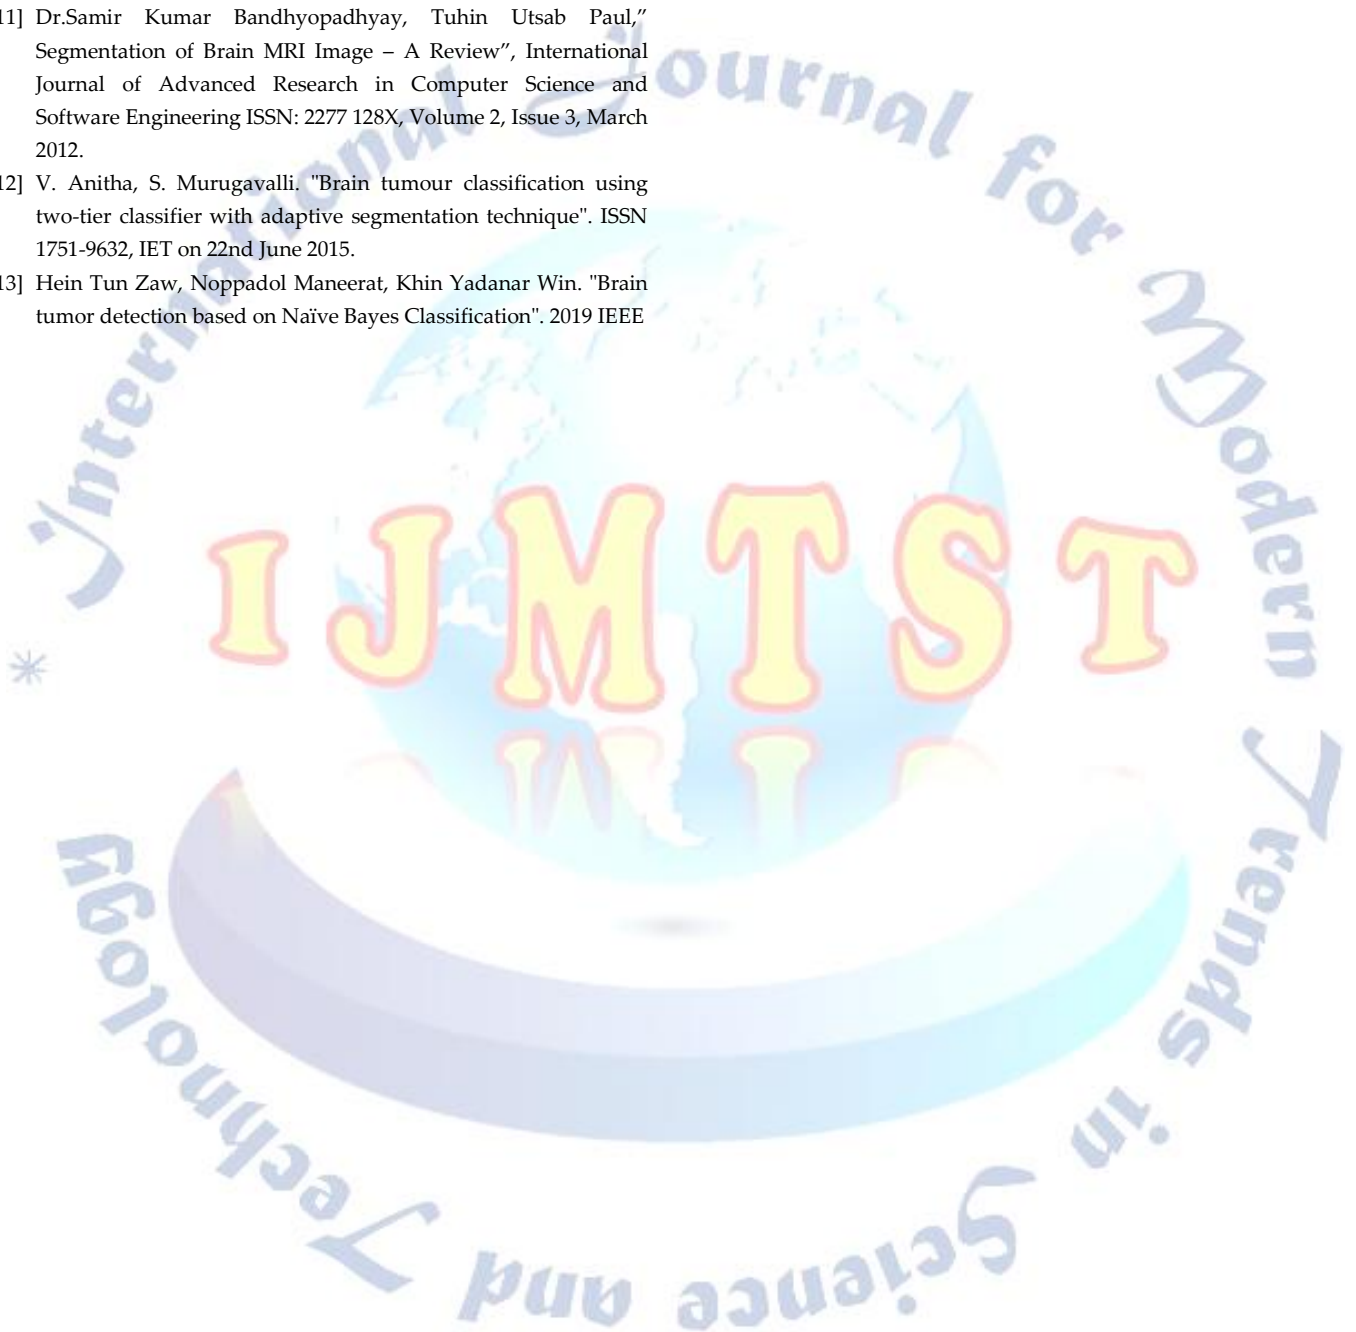 11] Dr.Samir Kumar Bandhyopadhyay, Tuhin Utsab Paul,”
Segmentation of Brain MRI Image – A Review”, International
Journal of Advanced Research in Computer Science and
Software Engineering ISSN: 2277 128X, Volume 2, Issue 3, March
2012.
12] V. Anitha, S. Murugavalli. "Brain tumour classification using
two-tier classifier with adaptive segmentation technique". ISSN
1751-9632, IET on 22nd June 2015.
13] Hein Tun Zaw, Noppadol Maneerat, Khin Yadanar Win. "Brain
tumor detection based on Naïve Bayes Classification". 2019 IEEE
International Journal for Modern Trends in Science and Technology
*
IJMTST